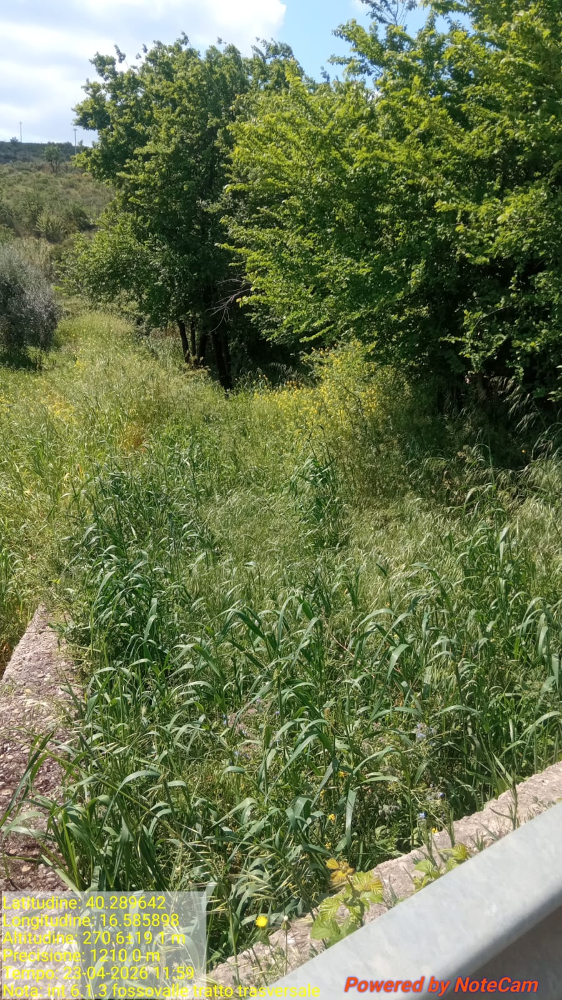 Latitudine: 40.289642
Longitudine: 16.585898
Altitudine: 270.6±19.1 m
Precisione: 1210.0 m
Tempo: 23-04-2026 11:59
Nota: int 6.1.3 fossovalle tratto trasversale
Powered by NoteCam